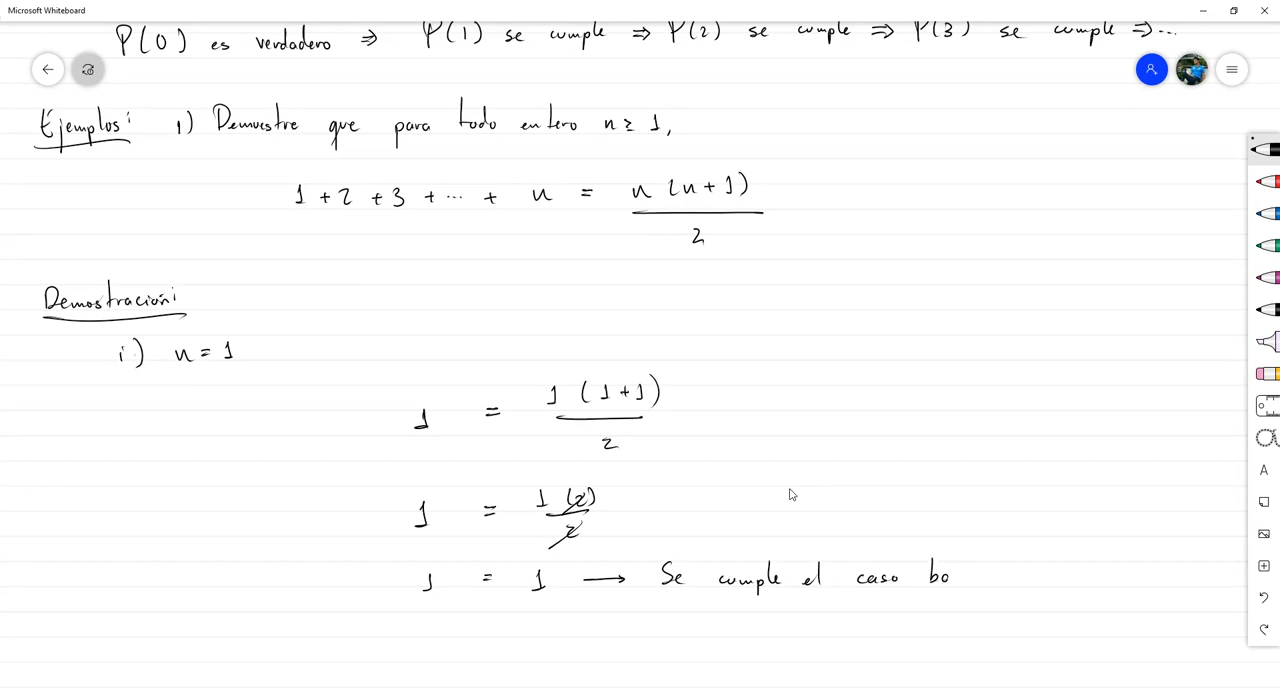 Microsoft Whiteboard
P(0) es verdadero ⇒ P(1) se cumple ⇒ P(2) se cumple ⇒ P(3) se cumple ⇒...
Ejemplos: 1) Demuestre que para todo entero n ≥ 1,
1 + 2 + 3 + ... + n = n (n + 1) / 2
Demostración:
i) n = 1
1 = 1 (1 + 1) / 2
1 = 1 (2) / 2
1 = 1 → Se cumple el caso ba
A